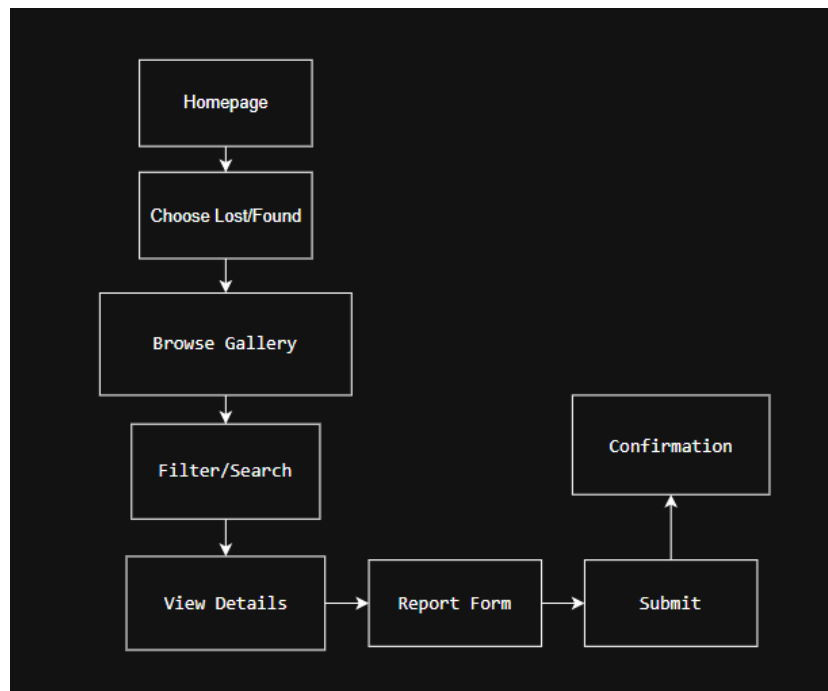 Homepage
Choose Lost/Found
Browse Gallery
Filter/Search
View Details
Report Form
Submit
Confirmation